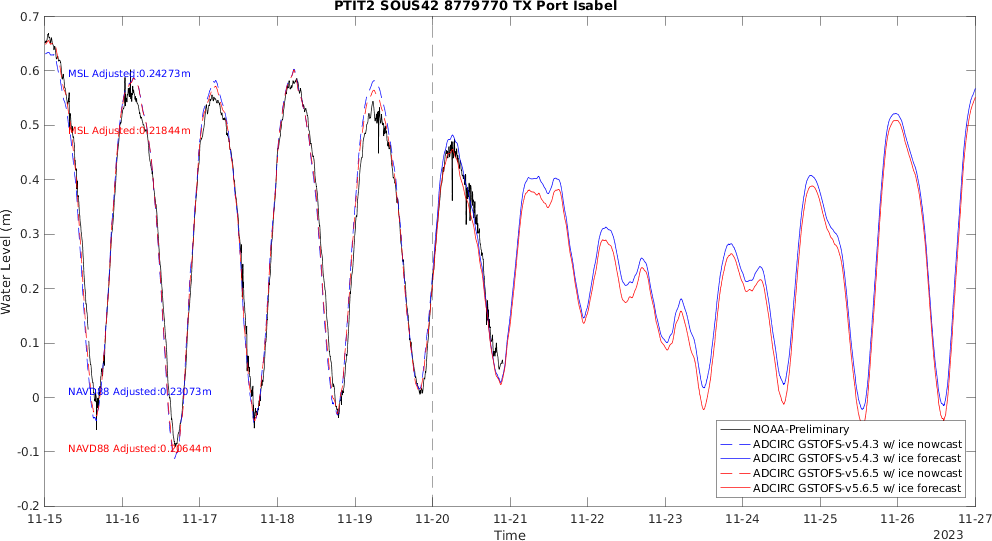 PTIT2 SOUS42 8779770 TX Port Isabel
Water Level (m)
0.7
0.6
0.5
0.4
0.3
0.2
0.1
0
-0.1
-0.2
MSL Adjusted:0.24273m
MSL Adjusted:0.21844m
NAVD88 Adjusted:0.23073m
NAVD88 Adjusted:0.20644m
NOAA-Preliminary
ADCIRC GSTOFS-v5.4.3 w/ ice nowcast
ADCIRC GSTOFS-v5.4.3 w/ ice forecast
ADCIRC GSTOFS-v5.6.5 w/ ice nowcast
ADCIRC GSTOFS-v5.6.5 w/ ice forecast
11-15 11-16 11-17 11-18 11-19 11-20 11-21 11-22 11-23 11-24 11-25 11-26 11-27
Time
2023